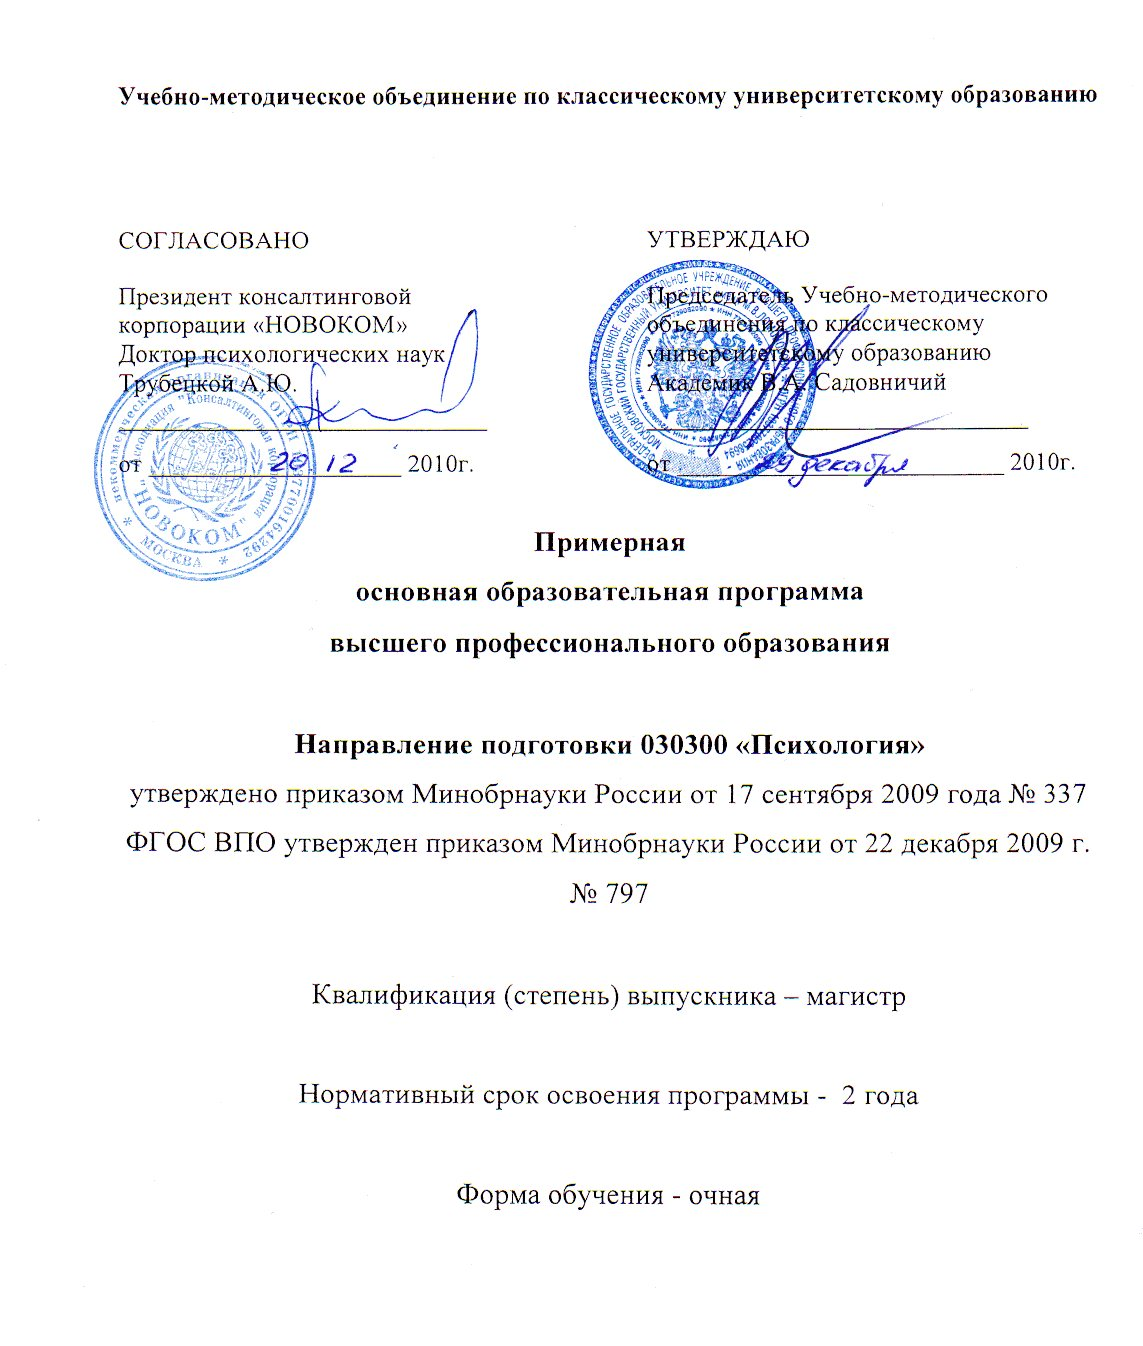 Учебно-методическое объединение по классическому университетскому образованию
СОГЛАСОВАНО
Президент консалтинговой
корпорации «НОВОКОМ»
Доктор психологических наук
Трубецкой А.Ю.
от 20.12 2010г.
"НОВОКОМ"
МОСКВА
УТВЕРЖДАЮ
Председатель Учебно-методического
объединения по классическому
университетскому образованию
Академик В.А. Садовничий
от 29 декабря 2010г.
Примерная
основная образовательная программа
высшего профессионального образования
Направление подготовки 030300 «Психология»
утверждено приказом Минобрнауки России от 17 сентября 2009 года № 337
ФГОС ВПО утвержден приказом Минобрнауки России от 22 декабря 2009 г.
№ 797
Квалификация (степень) выпускника – магистр
Нормативный срок освоения программы - 2 года
Форма обучения - очная